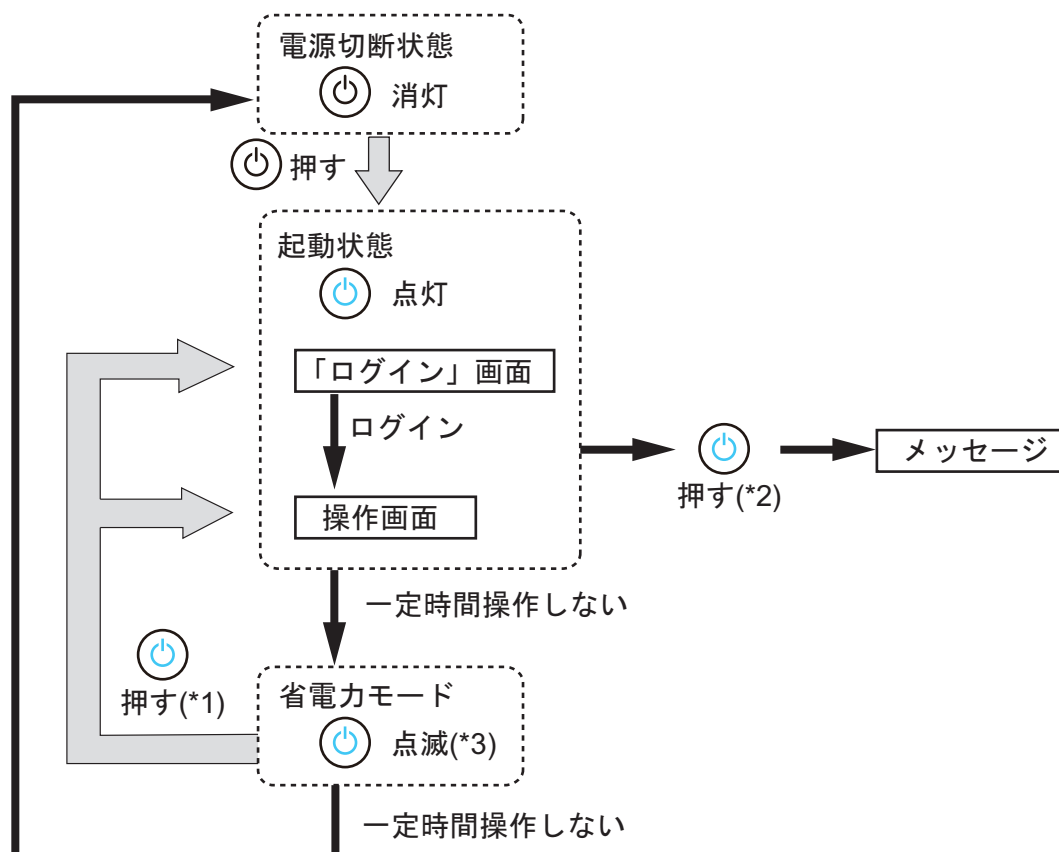 電源切断状態
消灯
押す
起動状態
点灯
「ログイン」画面
ログイン
操作画面
押す(*2)
メッセージ
一定時間操作しない
押す(*1)
省電力モード
点滅(*3)
一定時間操作しない